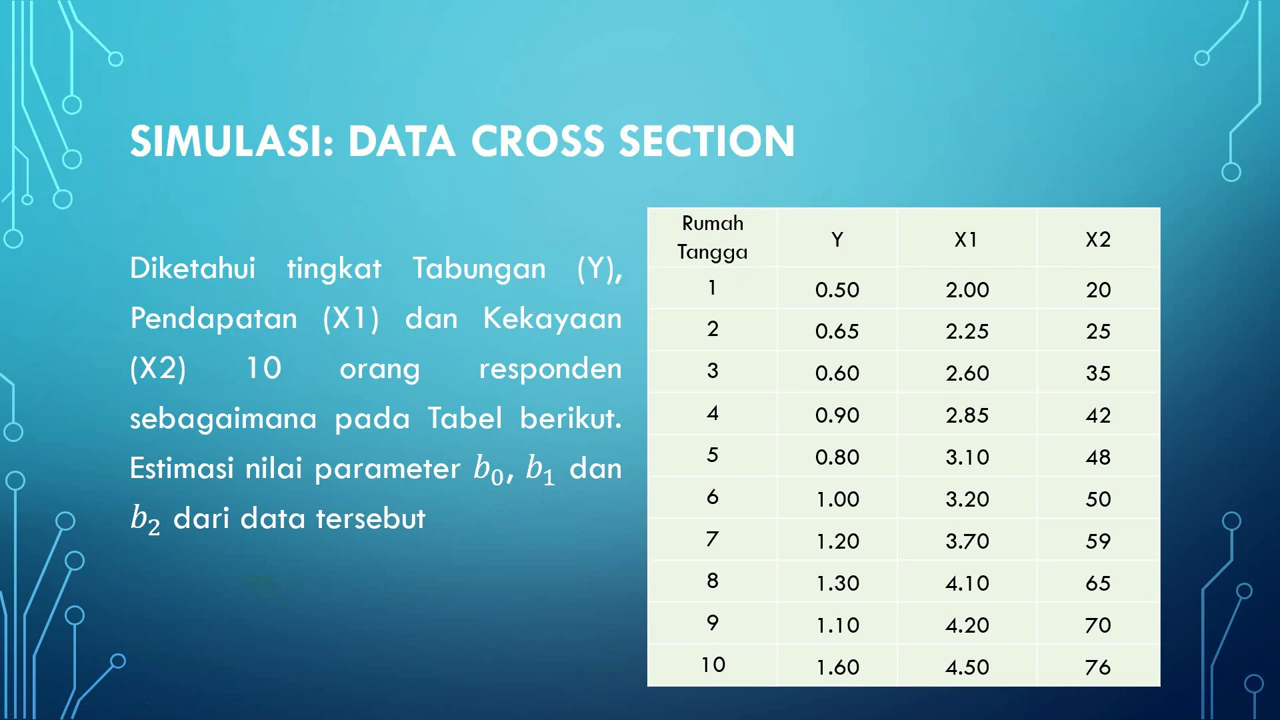 SIMULASI: DATA CROSS SECTION
Diketahui tingkat Tabungan (Y),
Pendapatan (X1) dan Kekayaan
(X2) 10 orang responden
sebagaimana pada Tabel berikut.
Estimasi nilai parameter b₀, b₁ dan
b₂ dari data tersebut
Rumah Tangga Y X1 X2
1 0.50 2.00 20
2 0.65 2.25 25
3 0.60 2.60 35
4 0.90 2.85 42
5 0.80 3.10 48
6 1.00 3.20 50
7 1.20 3.70 59
8 1.30 4.10 65
9 1.10 4.20 70
10 1.60 4.50 76